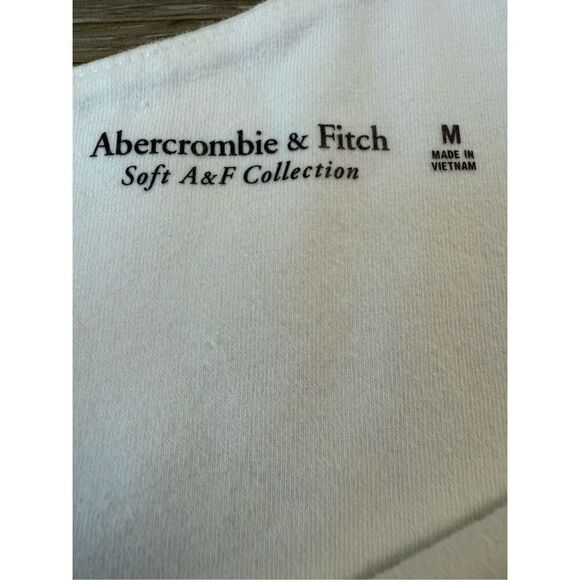 Abercrombie & Fitch
Soft A&F Collection
M
MADE IN
VIETNAM